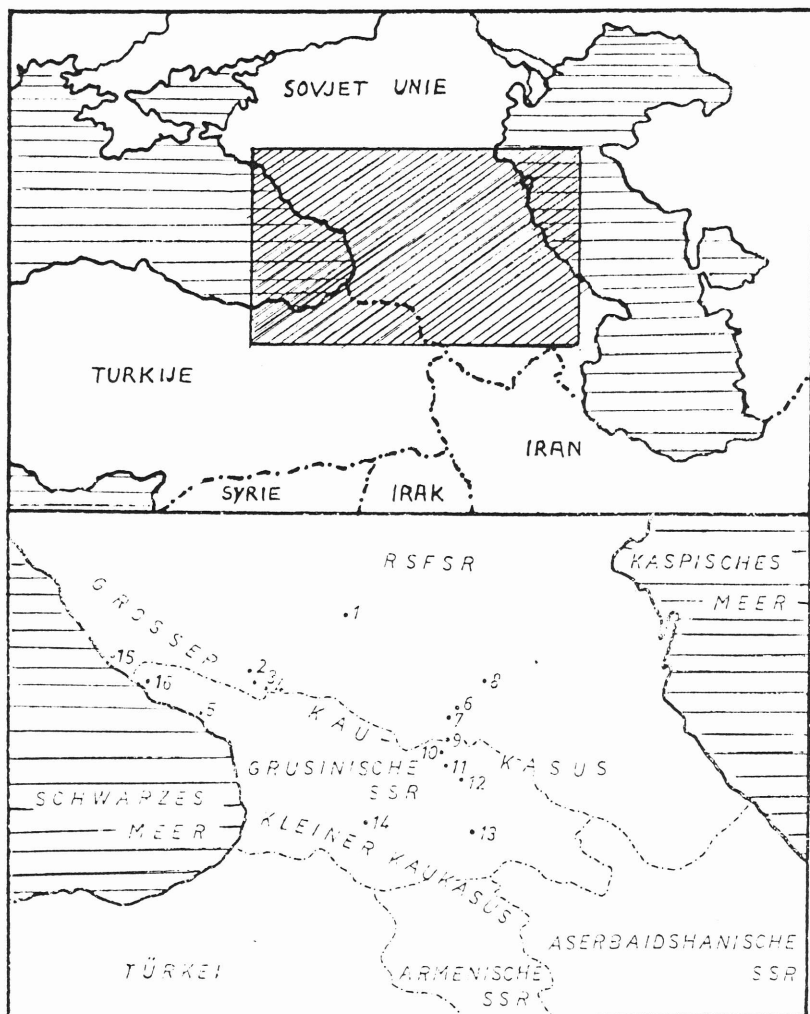 SOVJET UNIE
TURKIJE
IRAN
SYRIE
IRAK
RSFSR
KASPISCHES
MEER
GROSSER
1
15
16
2
3
5
8
6
7
KAU-
9
KASUS
10
GRUSINISCHE
SSR
11
12
SCHWARZES
MEER
14
13
KLEINER KAUKASUS
ASERBAIDSHANISCHE
SSR
TÜRKEI
ARMENISCHE
SSR